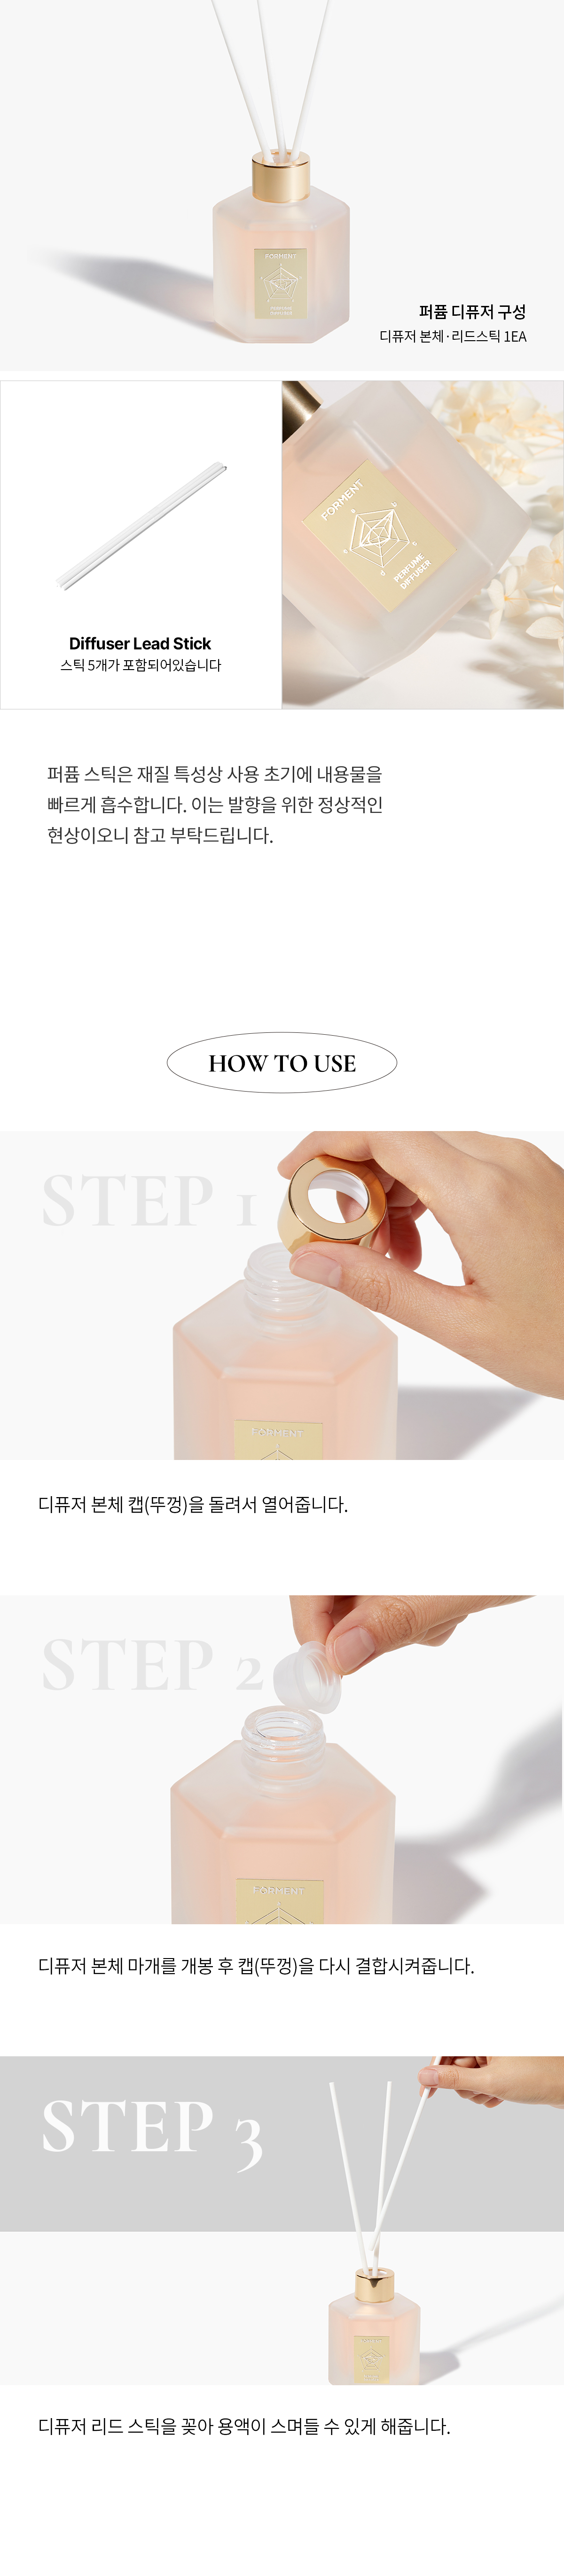 FORMENT
PERFUME
DIFFUSER
퍼퓸 디퓨저 구성
디퓨저 본체·리드스틱 1EA
FORMENT
PERFUME
DIFFUSER
Diffuser Lead Stick
스틱 5개가 포함되어있습니다
퍼퓸 스틱은 재질 특성상 사용 초기에 내용물을
빠르게 흡수합니다. 이는 발향을 위한 정상적인
현상이오니 참고 부탁드립니다.
HOW TO USE
STEP 1
FORMENT
디퓨저 본체 캡(뚜껑)을 돌려서 열어줍니다.
STEP 2
FORMENT
디퓨저 본체 마개를 개봉 후 캡(뚜껑)을 다시 결합시켜줍니다.
STEP 3
디퓨저 리드 스틱을 꽂아 용액이 스며들 수 있게 해줍니다.